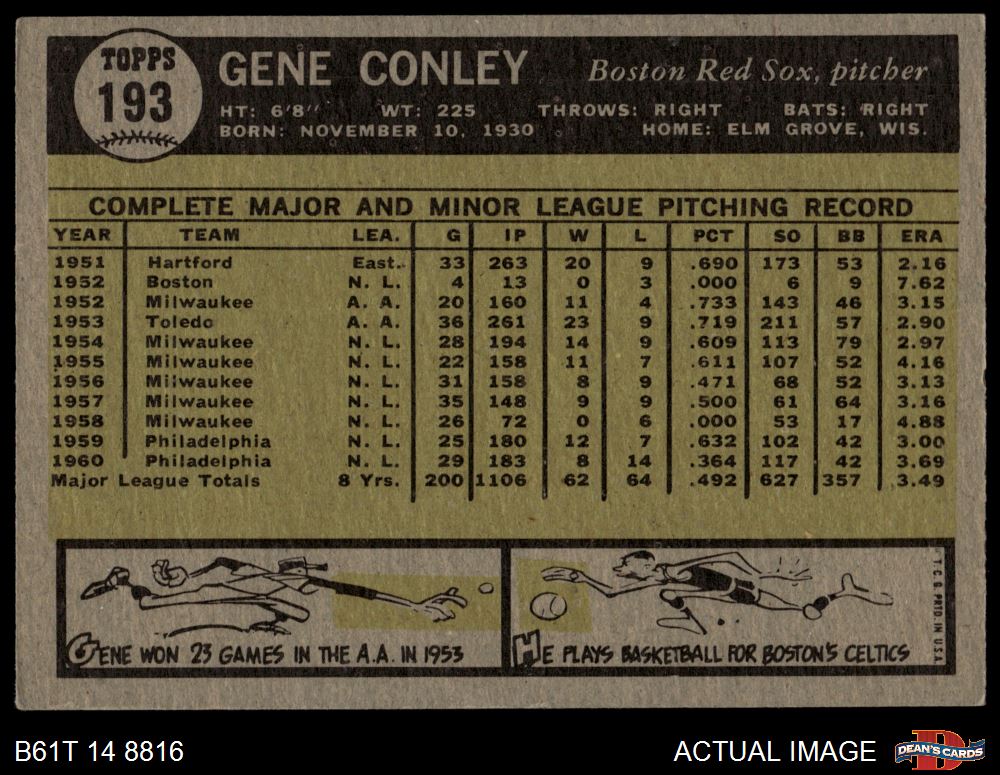 TOPPS
193
GENE CONLEY Boston Red Sox, pitcher
HT: 6'8'' WT: 225 THROWS: RIGHT BATS: RIGHT
BORN: NOVEMBER 10, 1930 HOME: ELM GROVE, WIS.
COMPLETE MAJOR AND MINOR LEAGUE PITCHING RECORD
YEAR TEAM LEA. G IP W L PCT SO BB ERA
1951 Hartford East. 33 263 20 9 .690 173 53 2.16
1952 Boston N. L. 4 13 0 3 .000 6 9 7.62
1952 Milwaukee A. A. 20 160 11 4 .733 143 46 3.15
1953 Toledo A. A. 36 261 23 9 .719 211 57 2.90
1954 Milwaukee N. L. 28 194 14 9 .609 113 79 2.97
1955 Milwaukee N. L. 22 158 11 7 .611 107 52 4.16
1956 Milwaukee N. L. 31 158 8 9 .471 68 52 3.13
1957 Milwaukee N. L. 35 148 9 9 .500 61 64 3.16
1958 Milwaukee N. L. 26 72 0 6 .000 53 17 4.88
1959 Philadelphia N. L. 25 180 12 7 .632 102 42 3.00
1960 Philadelphia N. L. 29 183 8 14 .364 117 42 3.69
Major League Totals 8 Yrs. 200 1106 62 64 .492 627 357 3.49
GENE WON 23 GAMES IN THE A.A. IN 1953
HE PLAYS BASKETBALL FOR BOSTON'S CELTICS
©T.C.G. PRTD. IN U.S.A.
B61T 14 8816
ACTUAL IMAGE
DEAN'S CARDS